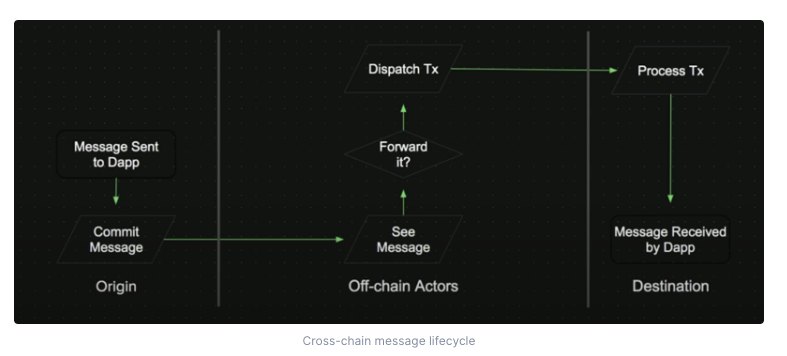 Message Sent
to Dapp
Commit
Message
Origin
Dispatch Tx
Forward
it?
See
Message
Off-chain Actors
Process Tx
Message Received
by Dapp
Destination
Cross-chain message lifecycle